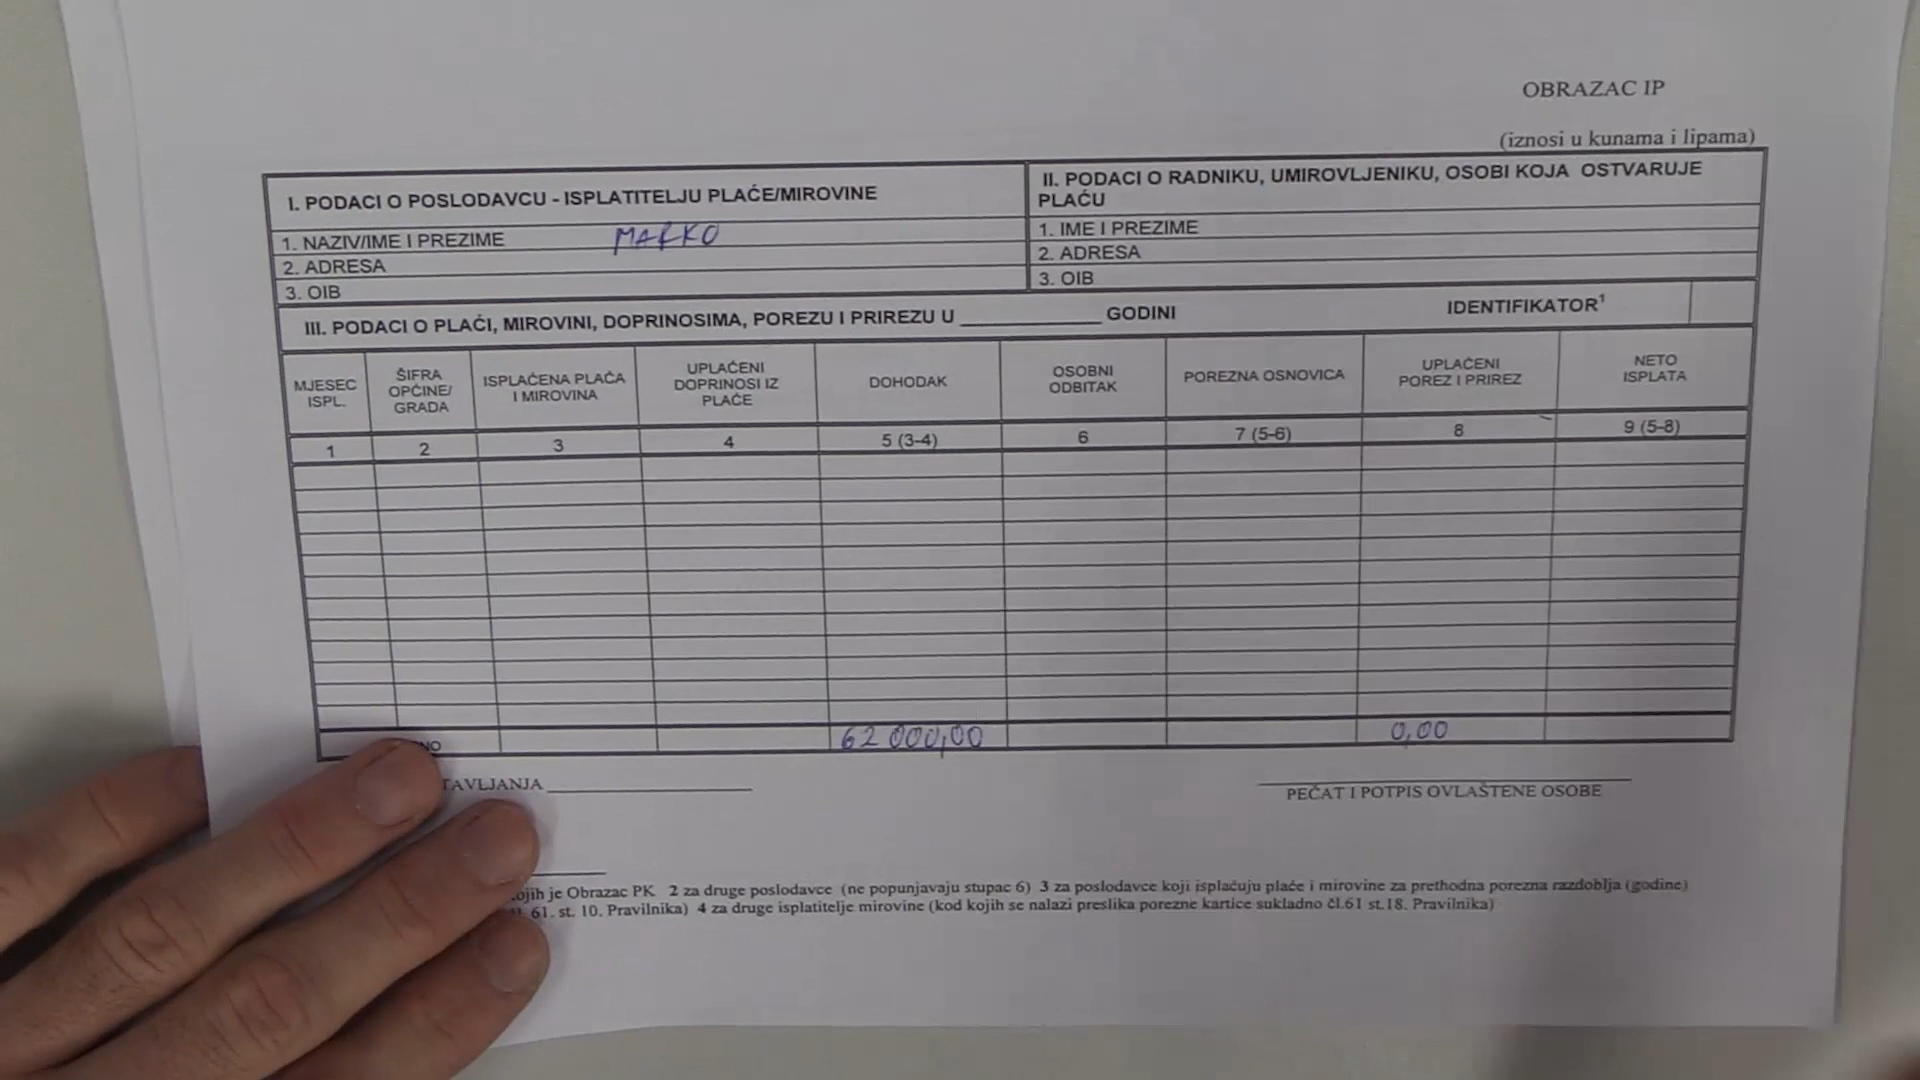 OBRAZAC IP
(iznosi u kunama i lipama)
I. PODACI O POSLODAVCU - ISPLATITELJU PLAĆE/MIROVINE
1. NAZIV/IME I PREZIME MARKO
2. ADRESA
3. OIB
II. PODACI O RADNIKU, UMIROVLJENIKU, OSOBI KOJA OSTVARUJE
PLAĆU
1. IME I PREZIME
2. ADRESA
3. OIB
III. PODACI O PLAĆI, MIROVINI, DOPRINOSIMA, POREZU I PRIREZU U ____________ GODINI
IDENTIFIKATOR¹
MJESEC
ISPL.
ŠIFRA
OPĆINE/
GRADA
ISPLAĆENA PLAĆA
I MIROVINA
UPLAĆENI
DOPRINOSI IZ
PLAĆE
DOHODAK
OSOBNI
ODBITAK
POREZNA OSNOVICA
UPLAĆENI
POREZ I PRIREZ
NETO
ISPLATA
1 2 3 4 5 (3-4) 6 7 (5-6) 8 9 (5-8)
NO 62 000,00 0,00
TAVLJANJA
PEČAT I POTPIS OVLAŠTENE OSOBE
ojih je Obrazac PK 2 za druge poslodavce (ne popunjavaju stupac 6) 3 za poslodavce koji isplaćuju plaće i mirovine za prethodna porezna razdoblja (godine)
61. st. 10. Pravilnika) 4 za druge isplatitelje mirovine (kod kojih se nalazi preslika porezne kartice sukladno čl.61 st.18. Pravilnika)